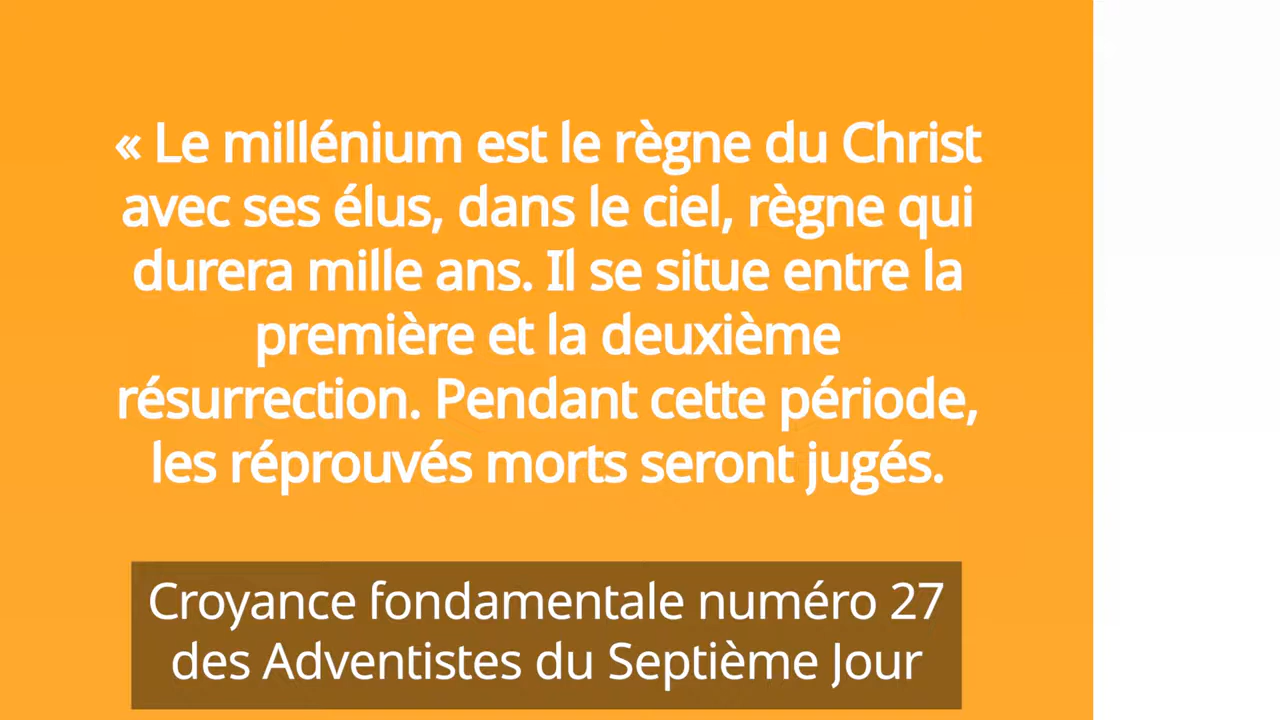 « Le millénium est le règne du Christ
avec ses élus, dans le ciel, règne qui
durera mille ans. Il se situe entre la
première et la deuxième
résurrection. Pendant cette période,
les réprouvés morts seront jugés.
Croyance fondamentale numéro 27
des Adventistes du Septième Jour